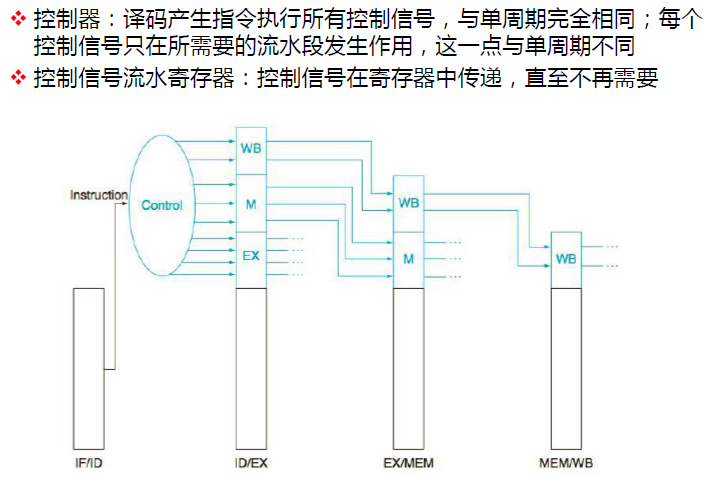 控制器：译码产生指令执行所有控制信号，与单周期完全相同；每个
控制信号只在所需要的流水段发生作用，这一点与单周期不同
控制信号流水寄存器：控制信号在寄存器中传递，直至不再需要
WB
Instruction
Control
M
WB
EX
M
WB
IF/ID
ID/EX
EX/MEM
MEM/WB